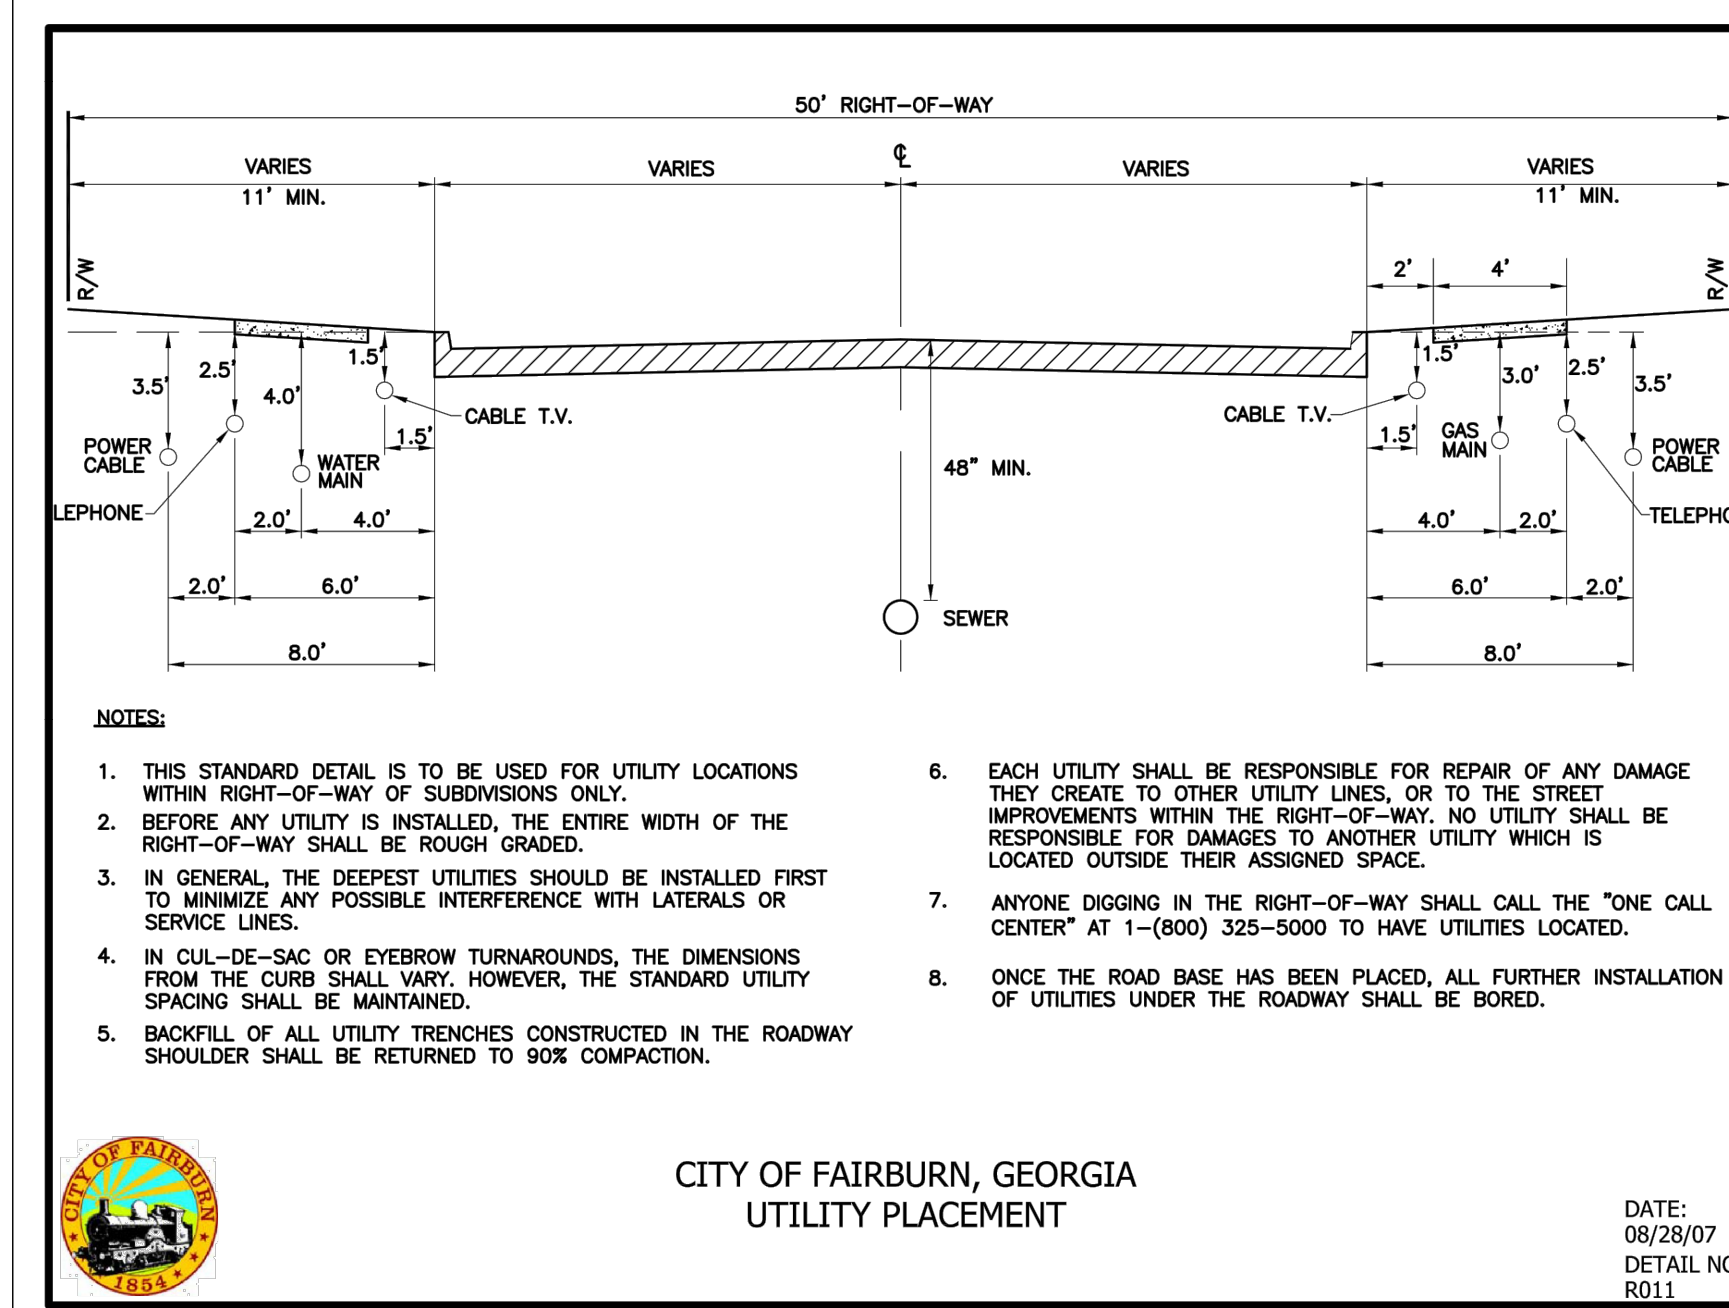 50' RIGHT-OF-WAY
VARIES
11' MIN.
VARIES
℄
VARIES
VARIES
11' MIN.
R/W
R/W
2'
4'
3.5'
2.5'
4.0'
1.5'
1.5'
3.0'
2.5'
3.5'
POWER
CABLE
LEPHONE
WATER
MAIN
1.5'
CABLE T.V.
48" MIN.
CABLE T.V.
1.5'
GAS
MAIN
POWER
CABLE
TELEPHO
2.0'
4.0'
4.0'
2.0'
2.0'
6.0'
6.0'
2.0'
8.0'
SEWER
8.0'
NOTES:
1. THIS STANDARD DETAIL IS TO BE USED FOR UTILITY LOCATIONS
WITHIN RIGHT-OF-WAY OF SUBDIVISIONS ONLY.
2. BEFORE ANY UTILITY IS INSTALLED, THE ENTIRE WIDTH OF THE
RIGHT-OF-WAY SHALL BE ROUGH GRADED.
3. IN GENERAL, THE DEEPEST UTILITIES SHOULD BE INSTALLED FIRST
TO MINIMIZE ANY POSSIBLE INTERFERENCE WITH LATERALS OR
SERVICE LINES.
4. IN CUL-DE-SAC OR EYEBROW TURNAROUNDS, THE DIMENSIONS
FROM THE CURB SHALL VARY. HOWEVER, THE STANDARD UTILITY
SPACING SHALL BE MAINTAINED.
5. BACKFILL OF ALL UTILITY TRENCHES CONSTRUCTED IN THE ROADWAY
SHOULDER SHALL BE RETURNED TO 90% COMPACTION.
6. EACH UTILITY SHALL BE RESPONSIBLE FOR REPAIR OF ANY DAMAGE
THEY CREATE TO OTHER UTILITY LINES, OR TO THE STREET
IMPROVEMENTS WITHIN THE RIGHT-OF-WAY. NO UTILITY SHALL BE
RESPONSIBLE FOR DAMAGES TO ANOTHER UTILITY WHICH IS
LOCATED OUTSIDE THEIR ASSIGNED SPACE.
7. ANYONE DIGGING IN THE RIGHT-OF-WAY SHALL CALL THE "ONE CALL
CENTER" AT 1-(800) 325-5000 TO HAVE UTILITIES LOCATED.
8. ONCE THE ROAD BASE HAS BEEN PLACED, ALL FURTHER INSTALLATION
OF UTILITIES UNDER THE ROADWAY SHALL BE BORED.
CITY OF FAIRBURN
1854
CITY OF FAIRBURN, GEORGIA
UTILITY PLACEMENT
DATE:
08/28/07
DETAIL NO
R011